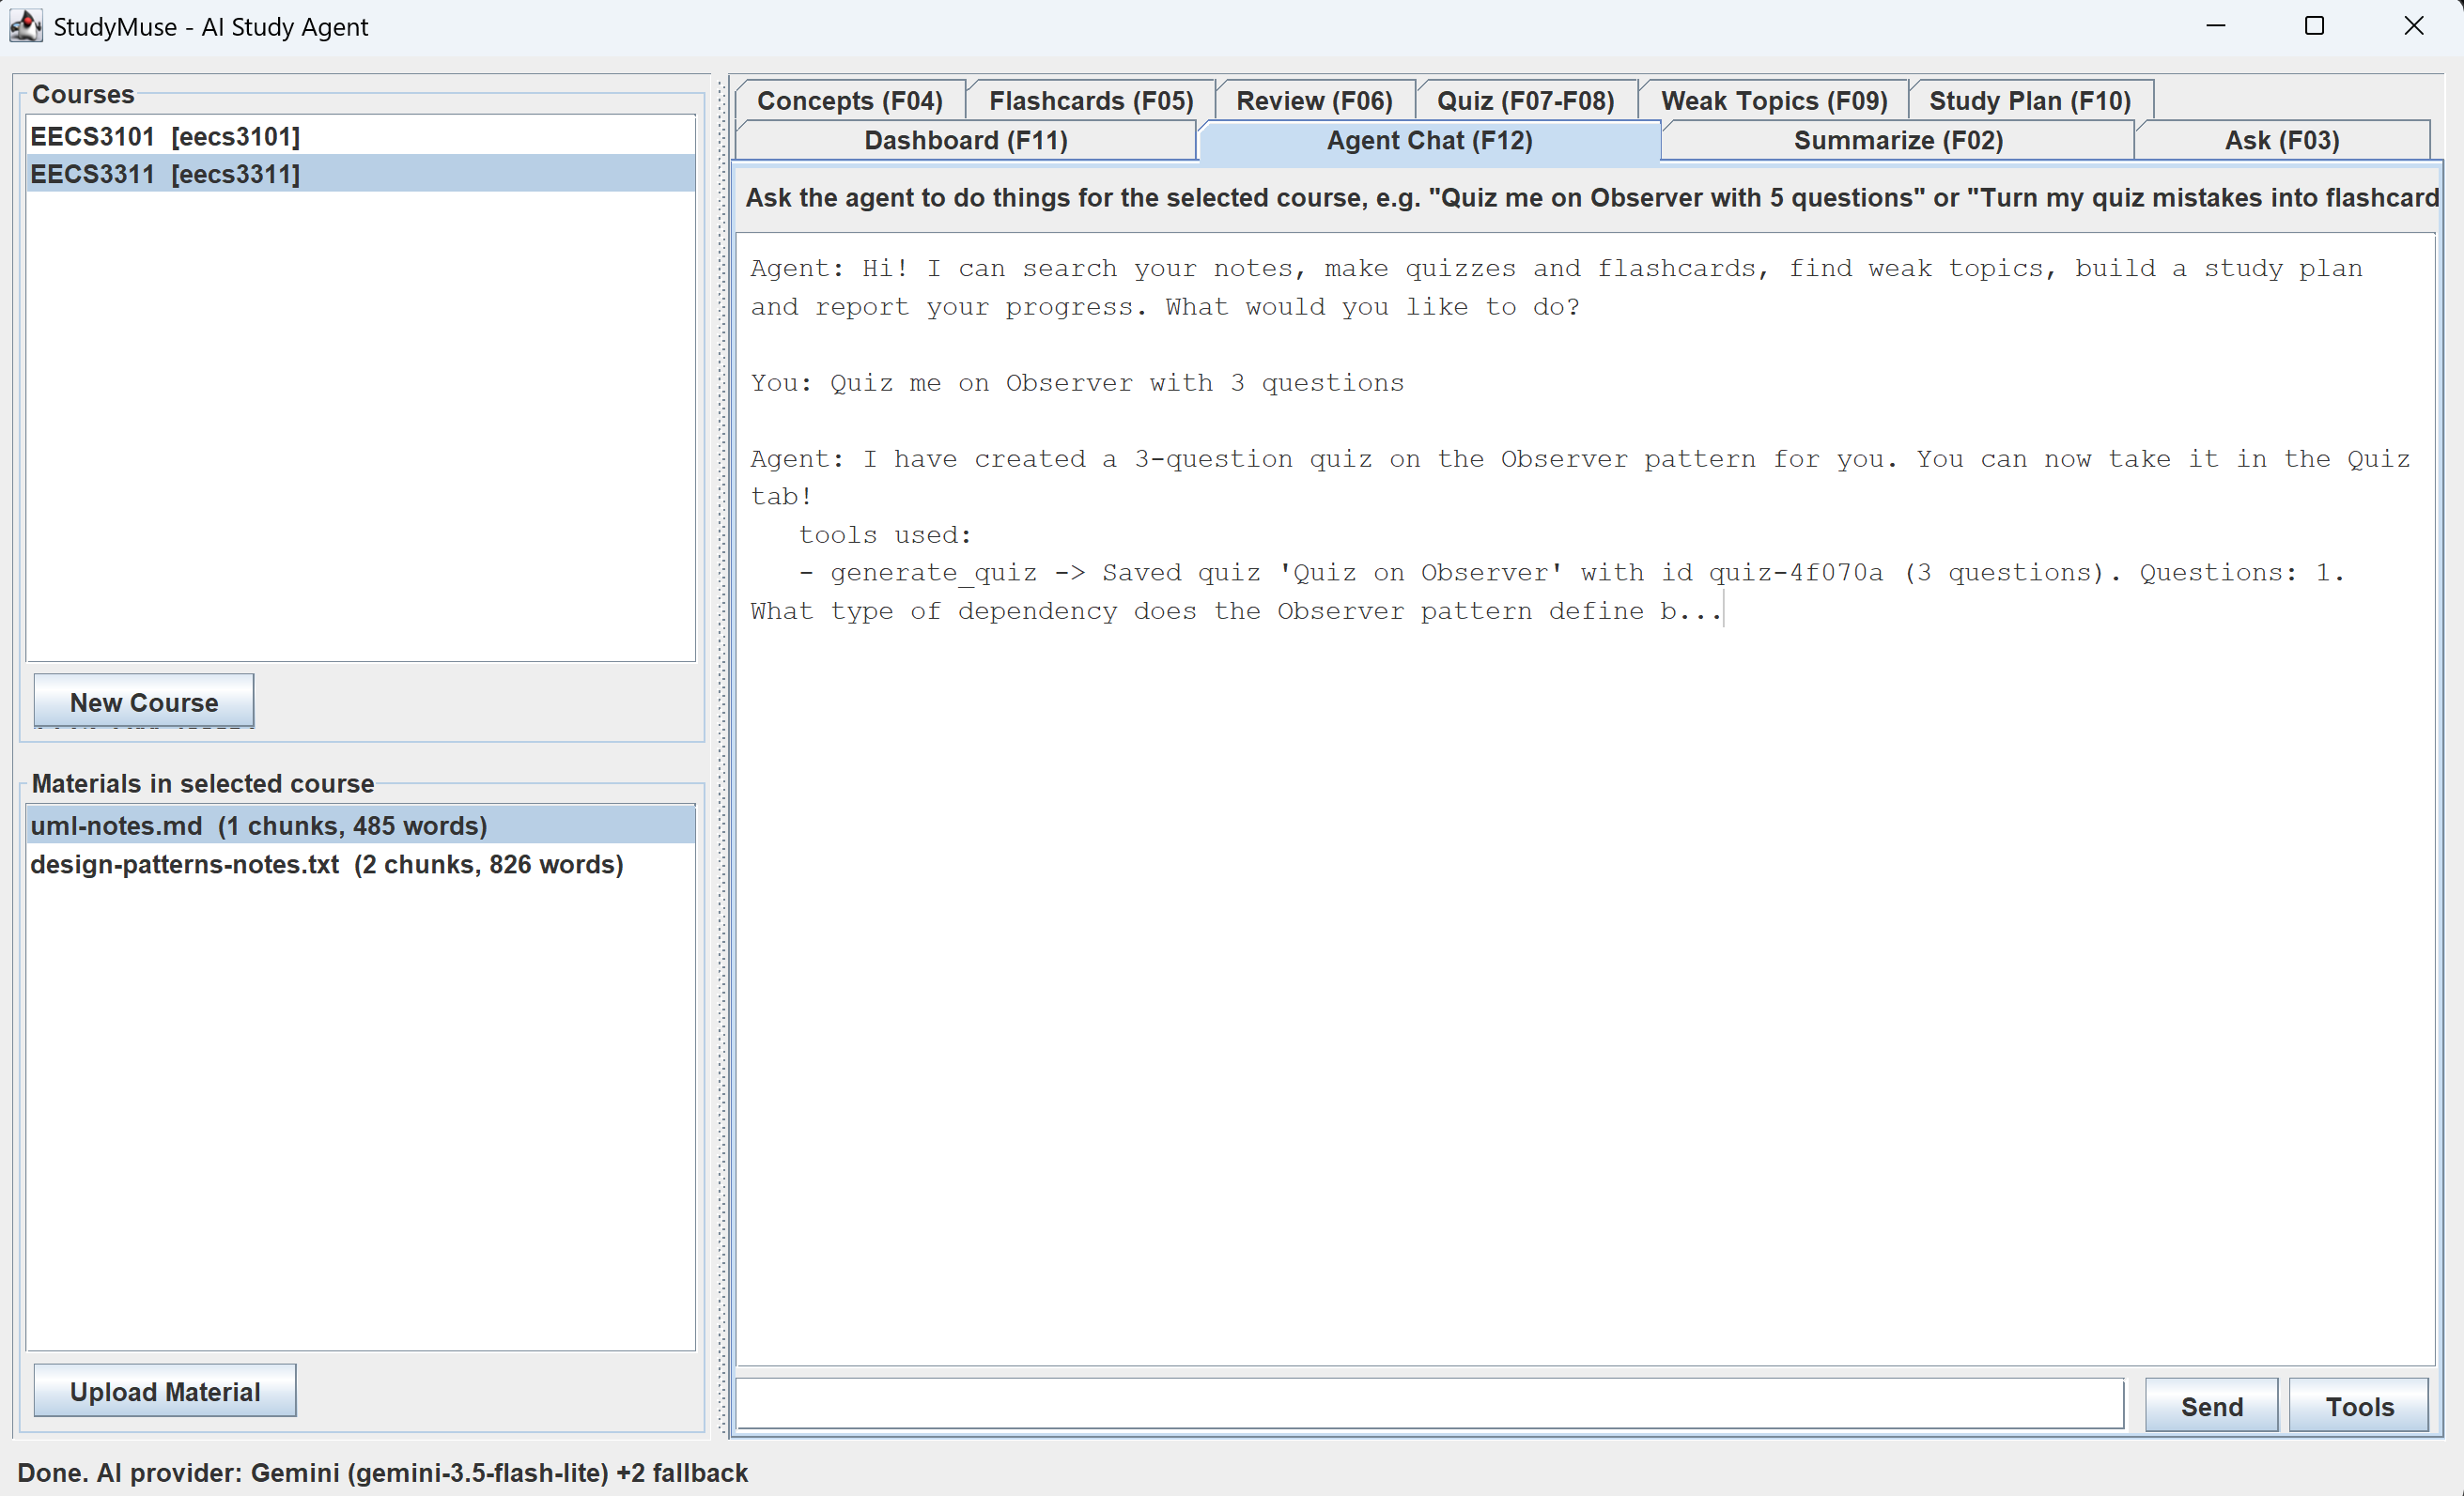 StudyMuse - AI Study Agent
Courses
EECS3101 [eecs3101]
EECS3311 [eecs3311]
New Course
Materials in selected course
uml-notes.md (1 chunks, 485 words)
design-patterns-notes.txt (2 chunks, 826 words)
Upload Material
Concepts (F04) Flashcards (F05) Review (F06) Quiz (F07-F08) Weak Topics (F09) Study Plan (F10)
Dashboard (F11) Agent Chat (F12) Summarize (F02) Ask (F03)
Ask the agent to do things for the selected course, e.g. "Quiz me on Observer with 5 questions" or "Turn my quiz mistakes into flashcard
Agent: Hi! I can search your notes, make quizzes and flashcards, find weak topics, build a study plan
and report your progress. What would you like to do?
You: Quiz me on Observer with 3 questions
Agent: I have created a 3-question quiz on the Observer pattern for you. You can now take it in the Quiz
tab!
tools used:
- generate_quiz -> Saved quiz 'Quiz on Observer' with id quiz-4f070a (3 questions). Questions: 1.
What type of dependency does the Observer pattern define b...
Send Tools
Done. AI provider: Gemini (gemini-3.5-flash-lite) +2 fallback